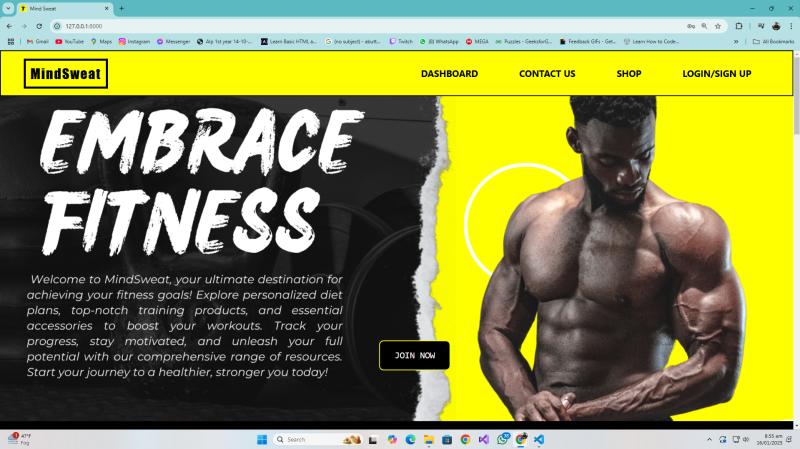 Mind Sweat
127.0.0.1:8000
Gmail
YouTube
Maps
Instagram
Messenger
Alp 1st year 14-10-...
Learn Basic HTML a...
(no subject) - abutt...
Twitch
(0) WhatsApp
MEGA
Puzzles - GeeksforG...
Feedback GIFs - Get...
Learn How to Code...
All Bookmarks
MindSweat
DASHBOARD
CONTACT US
SHOP
LOGIN/SIGN UP
EMBRACE
FITNESS
Welcome to MindSweat, your ultimate destination for
achieving your fitness goals! Explore personalized diet
plans, top-notch training products, and essential
accessories to boost your workouts. Track your
progress, stay motivated, and unleash your full
potential with our comprehensive range of resources.
Start your journey to a healthier, stronger you today!
JOIN NOW
47°F
Fog
Search
8:55 am
16/01/2025